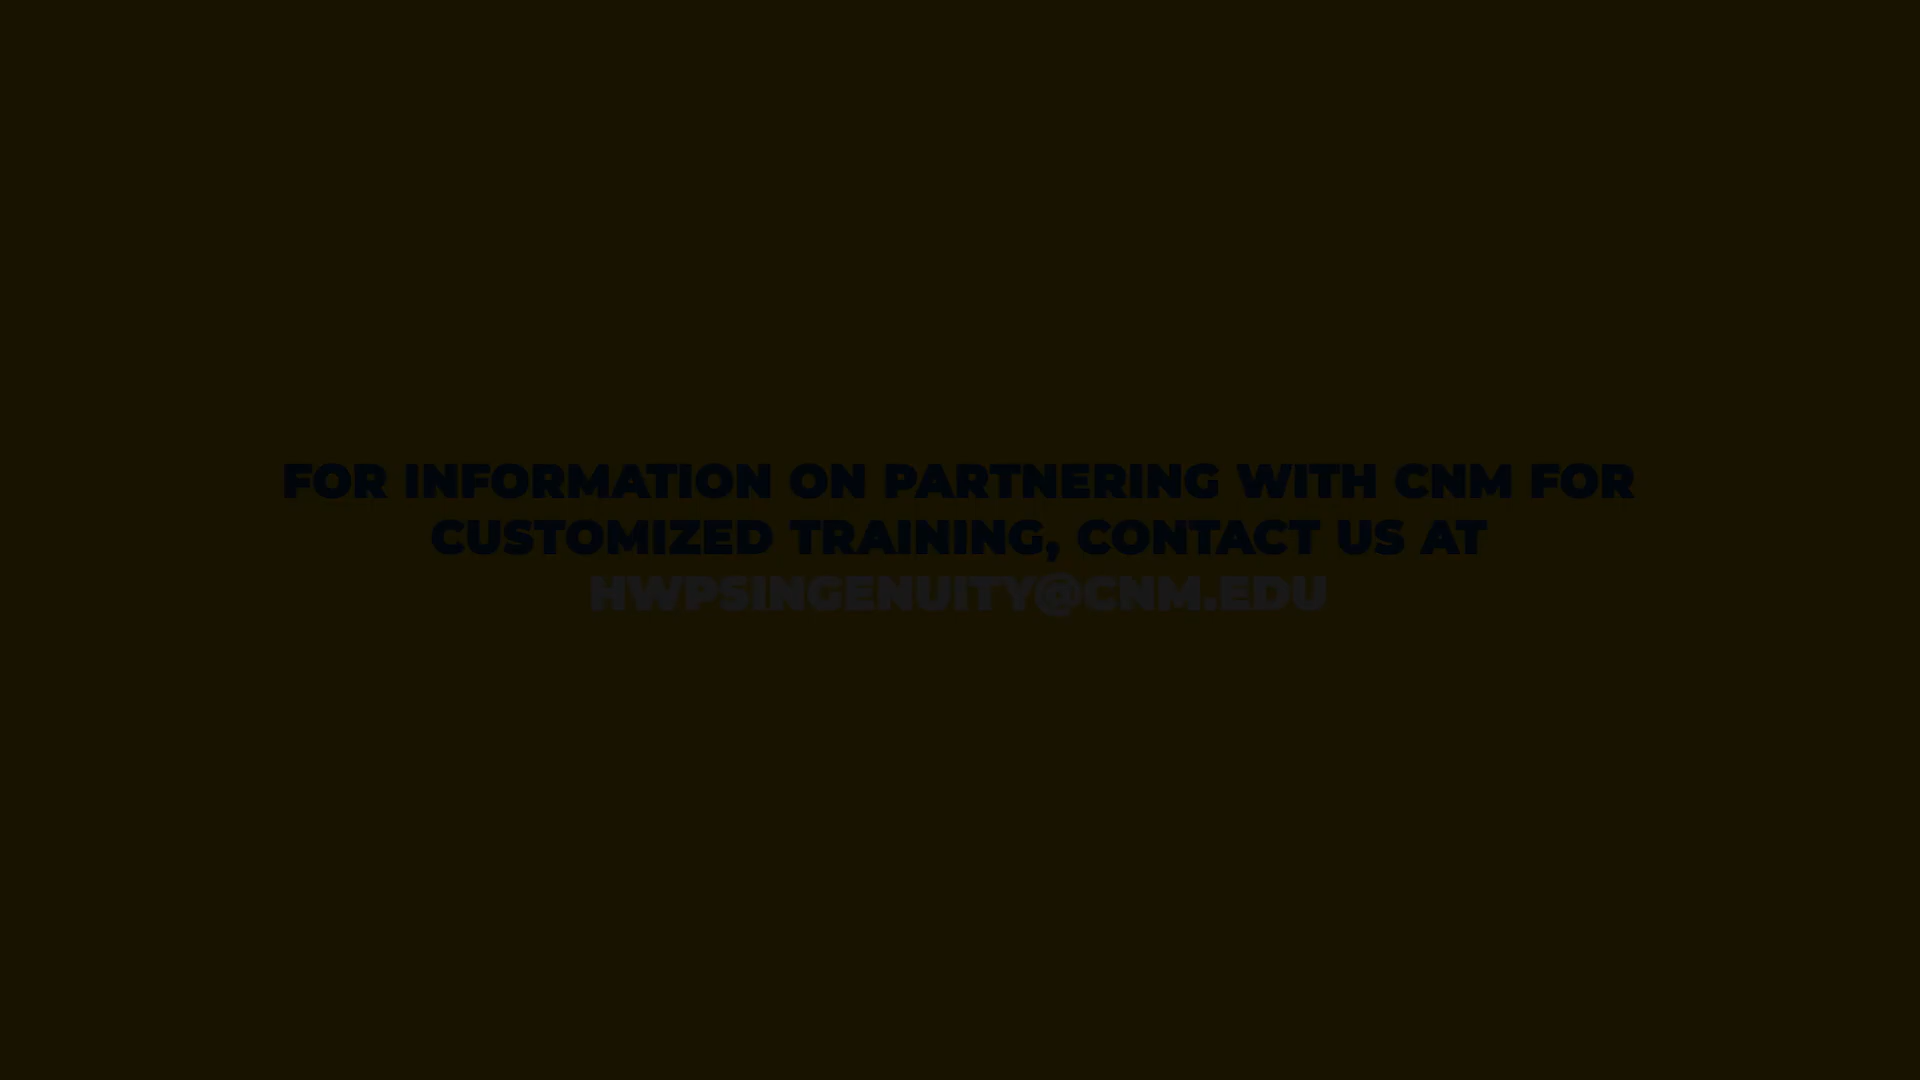 FOR INFORMATION ON PARTNERING WITH CNM FOR
CUSTOMIZED TRAINING, CONTACT US AT
HWPSINGENUITY@CNM.EDU